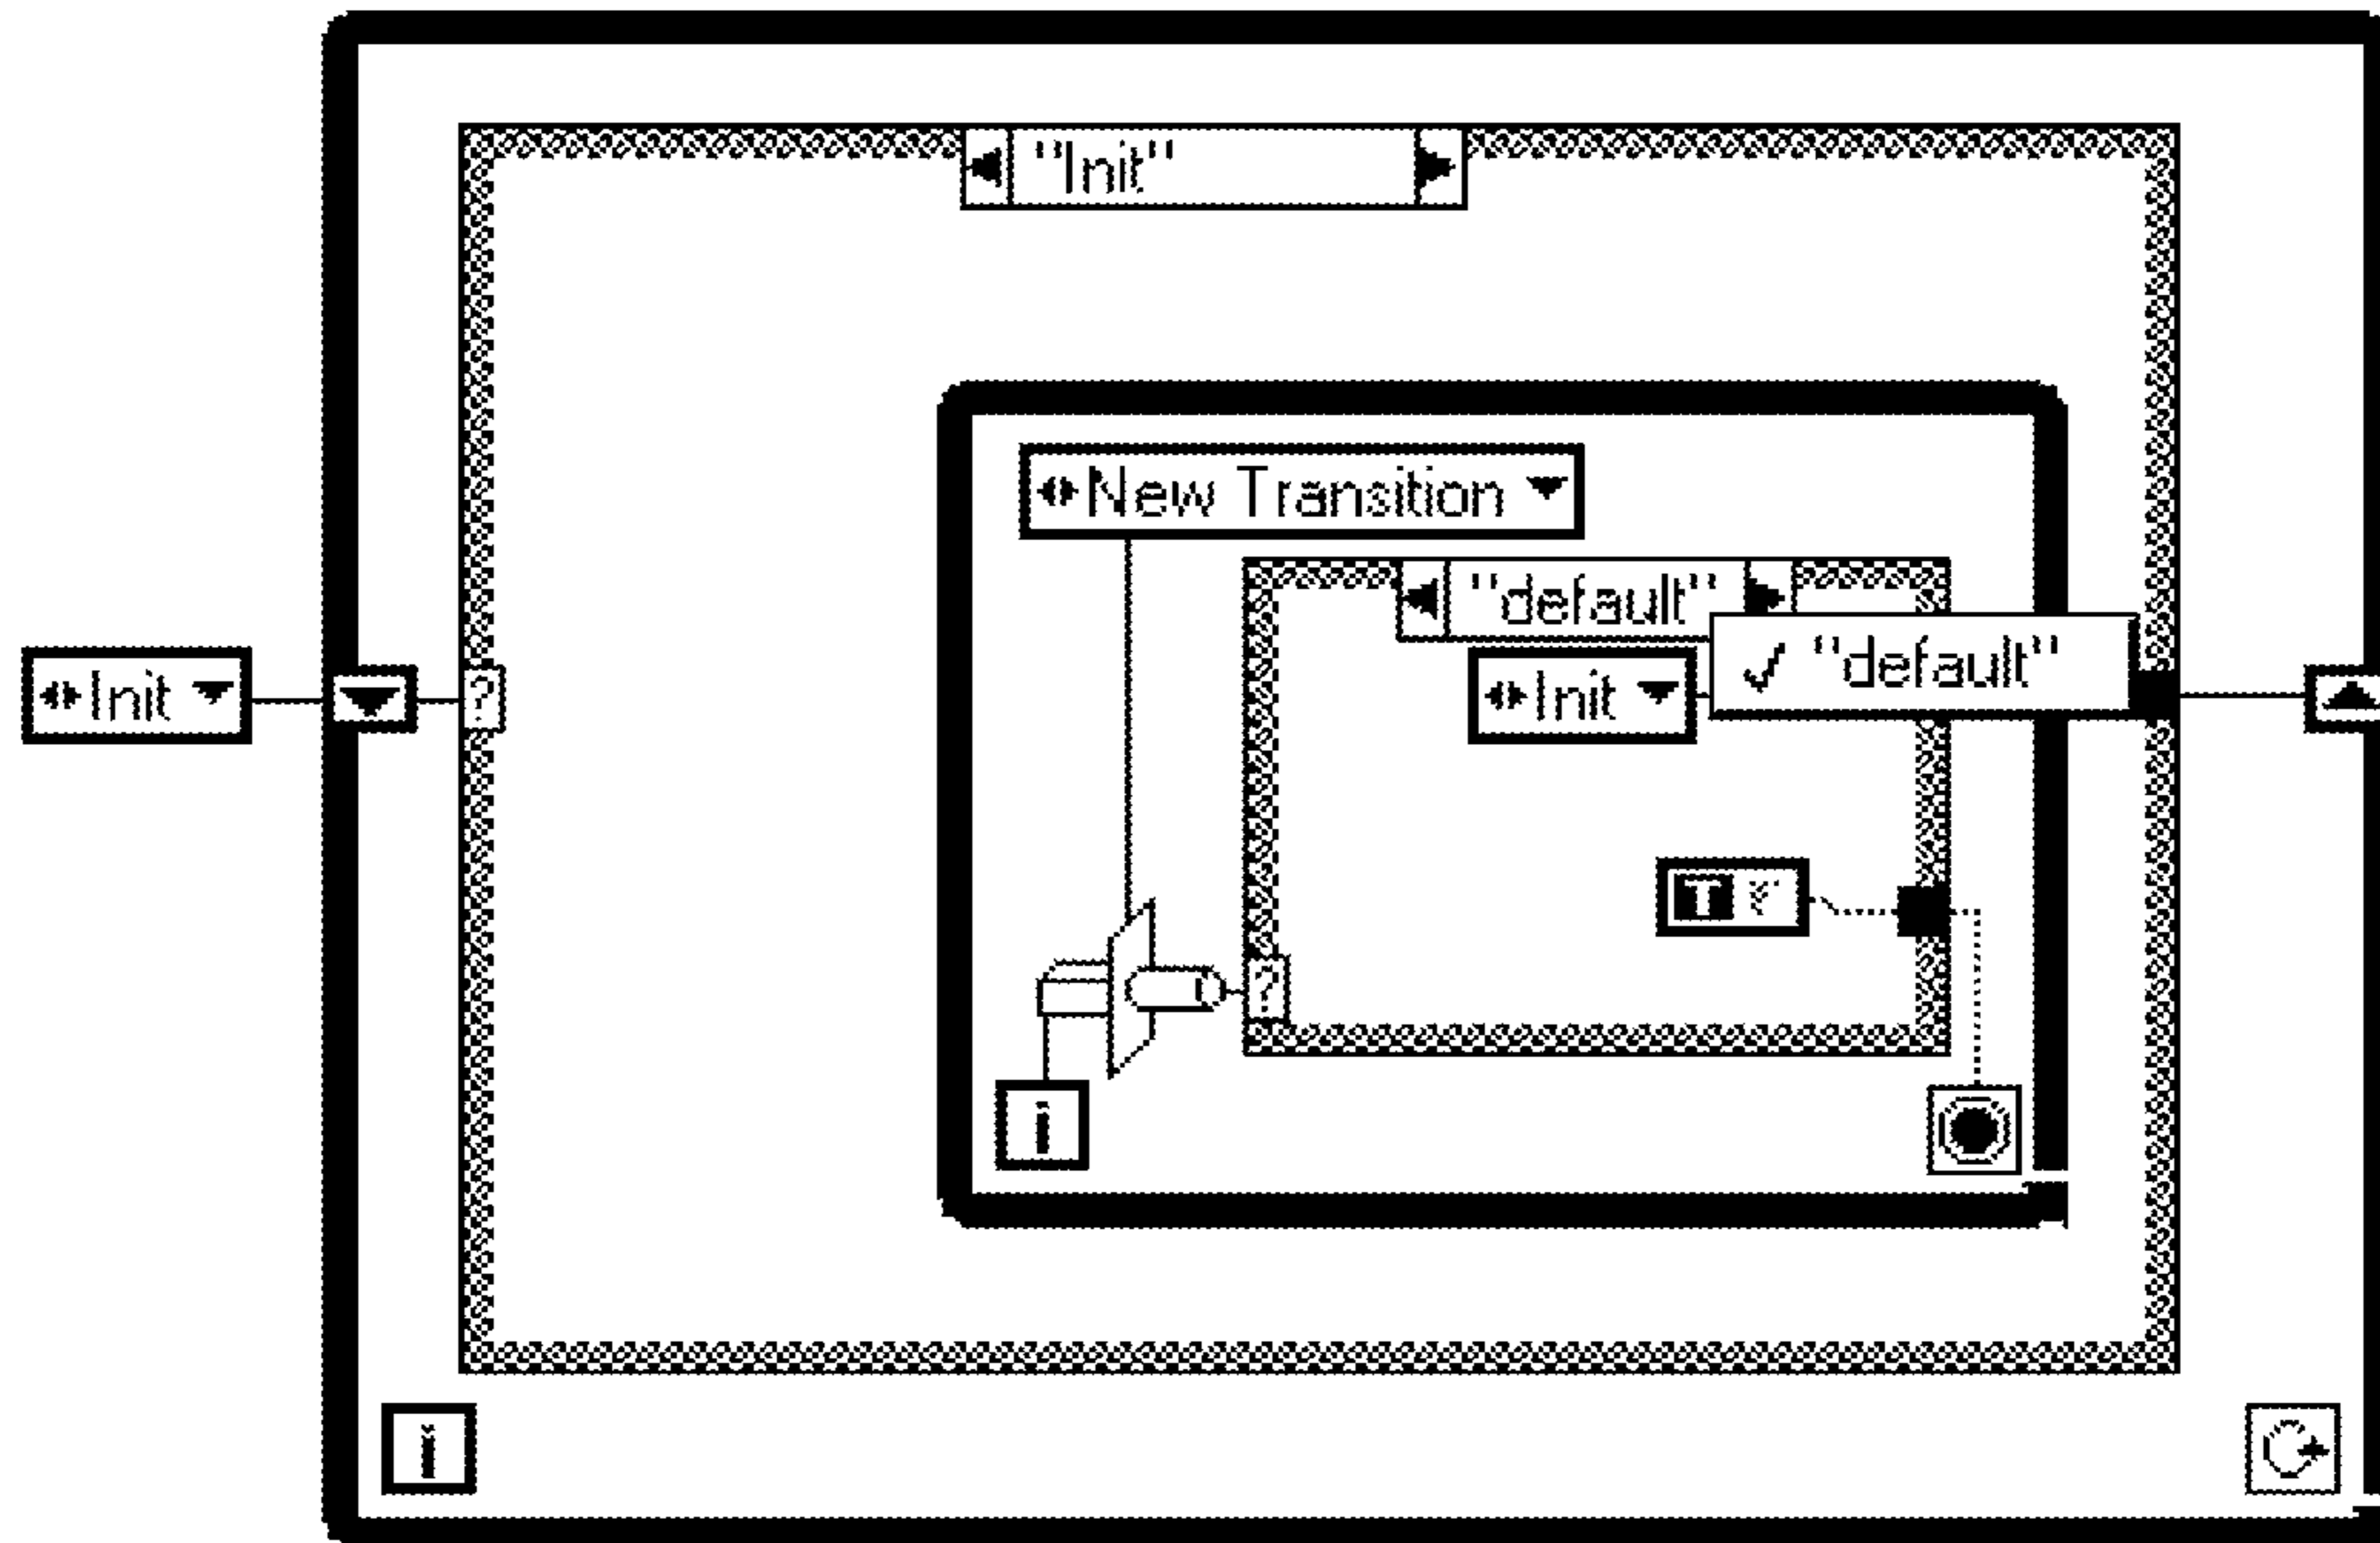 "Init"
New Transition
"default"
Init
Init
✓ "default"
?
?
T F
i
?
i